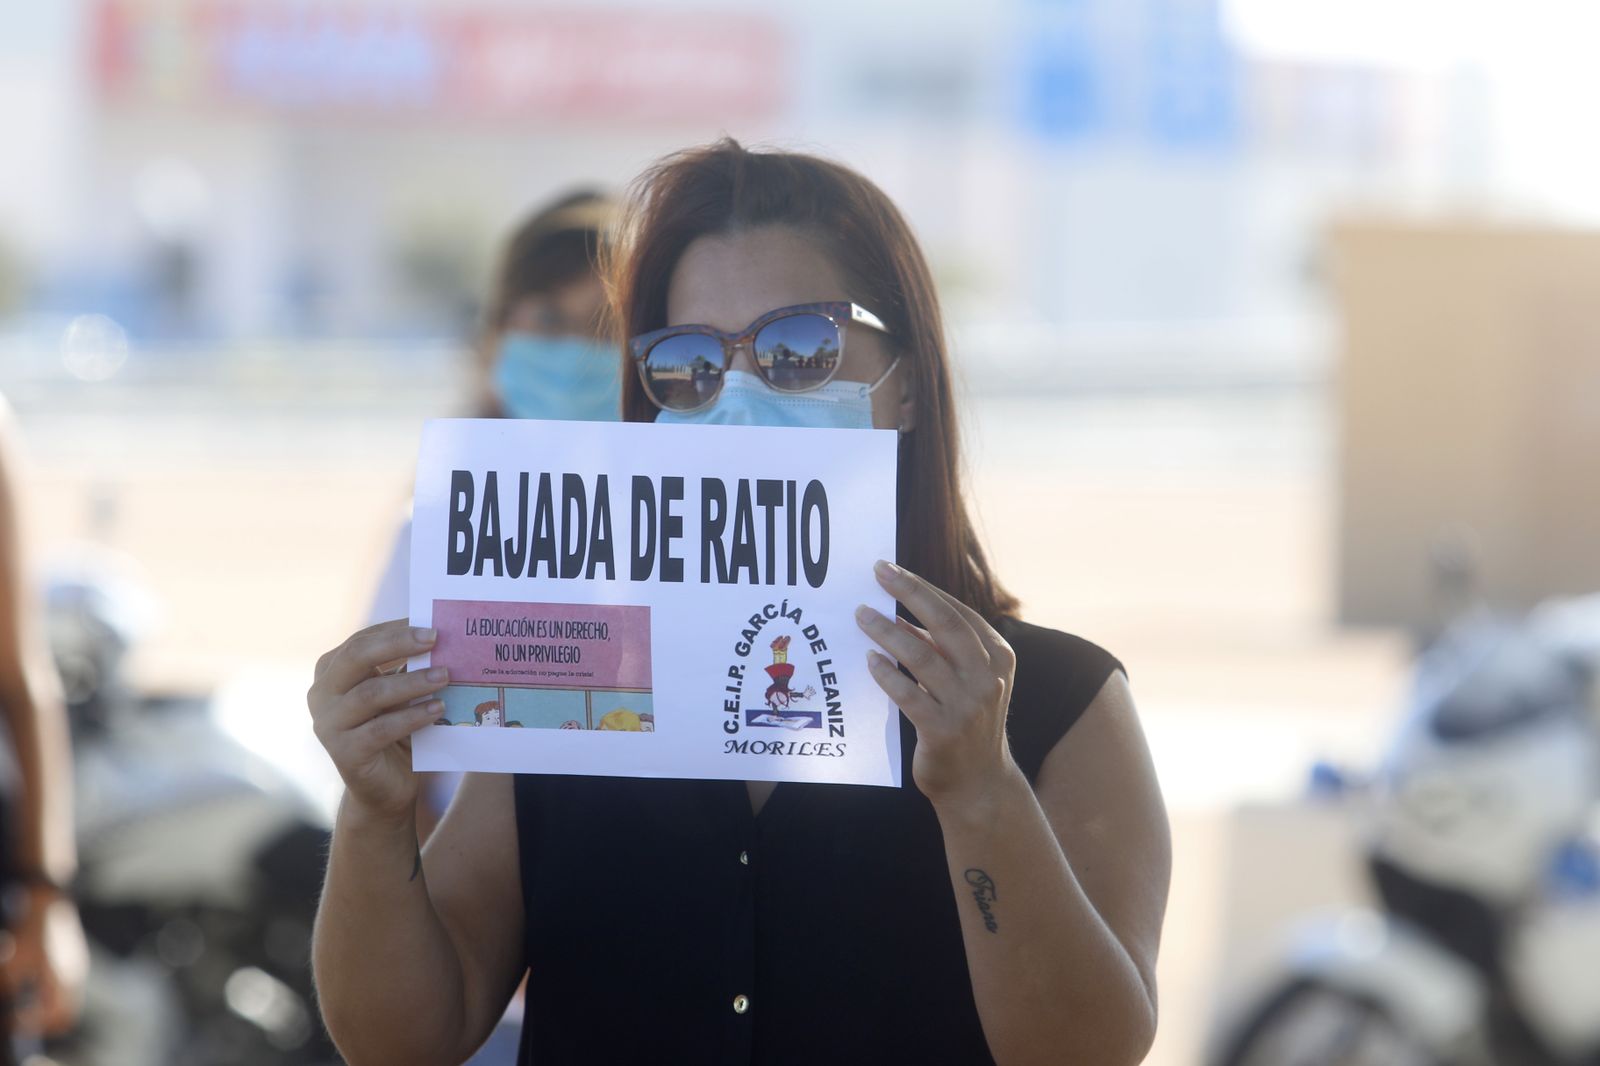 BAJADA DE RATIO
LA EDUCACIÓN ES UN DERECHO,
NO UN PRIVILEGIO
¡Que la educación no pague la crisis!
C.E.I.P. GARCÍA DE LEANIZ
MORILES
Triana